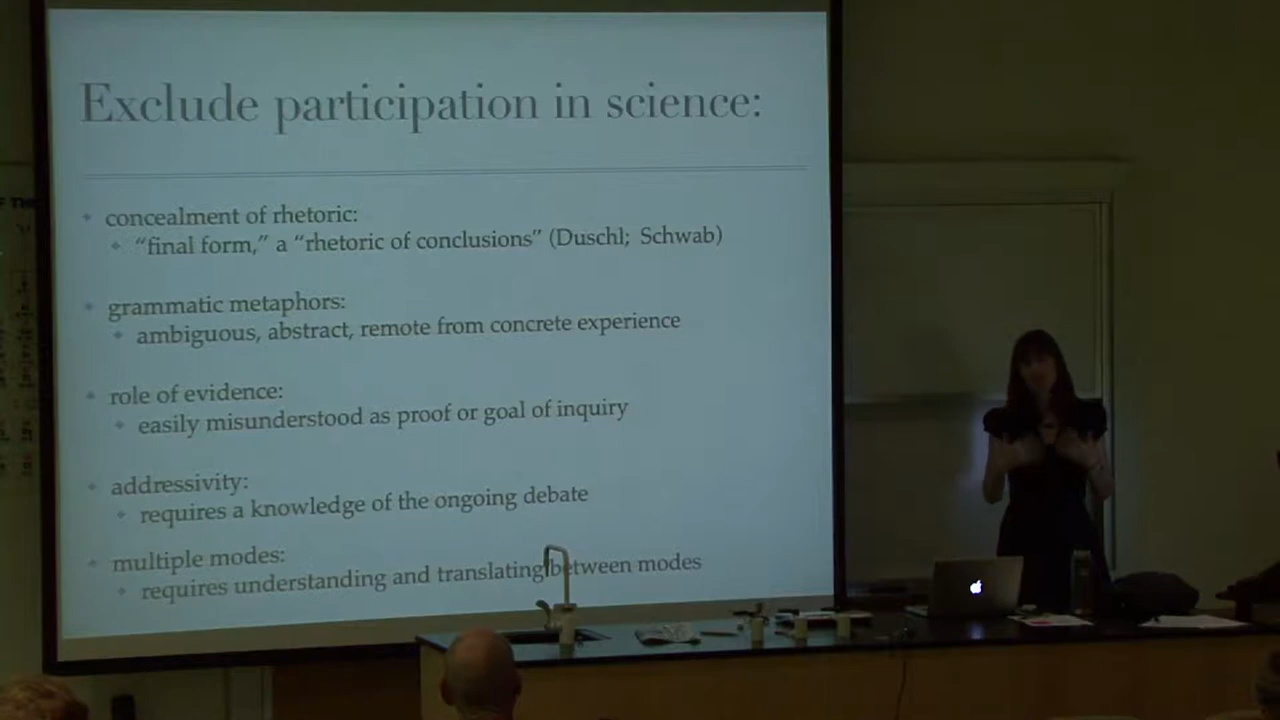 Exclude participation in science:
concealment of rhetoric:
“final form,” a “rhetoric of conclusions” (Duschl; Schwab)
grammatic metaphors:
ambiguous, abstract, remote from concrete experience
role of evidence:
easily misunderstood as proof or goal of inquiry
addressivity:
requires a knowledge of the ongoing debate
multiple modes:
requires understanding and translating between modes